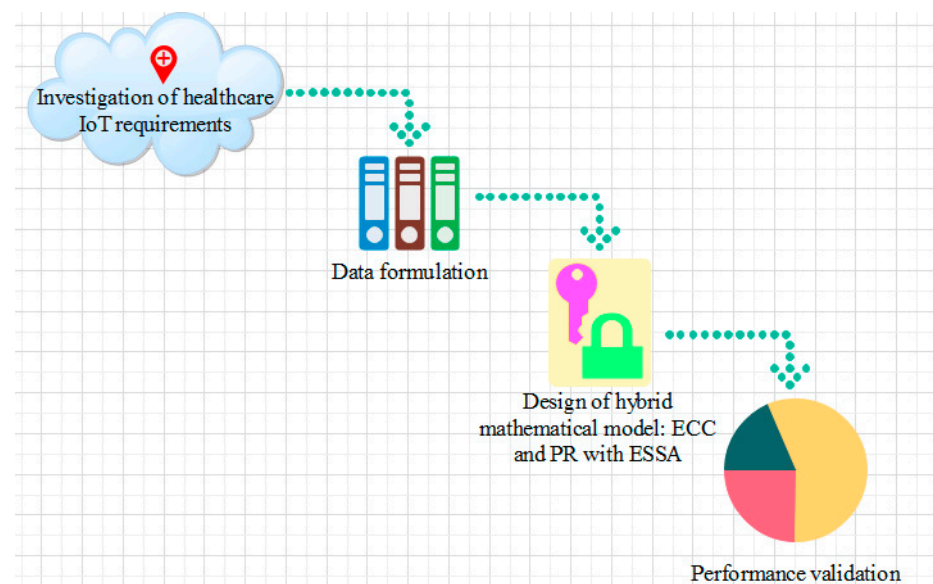 Investigation of healthcare
IoT requirements
Data formulation
Design of hybrid
mathematical model: ECC
and PR with ESSA
Performance validation